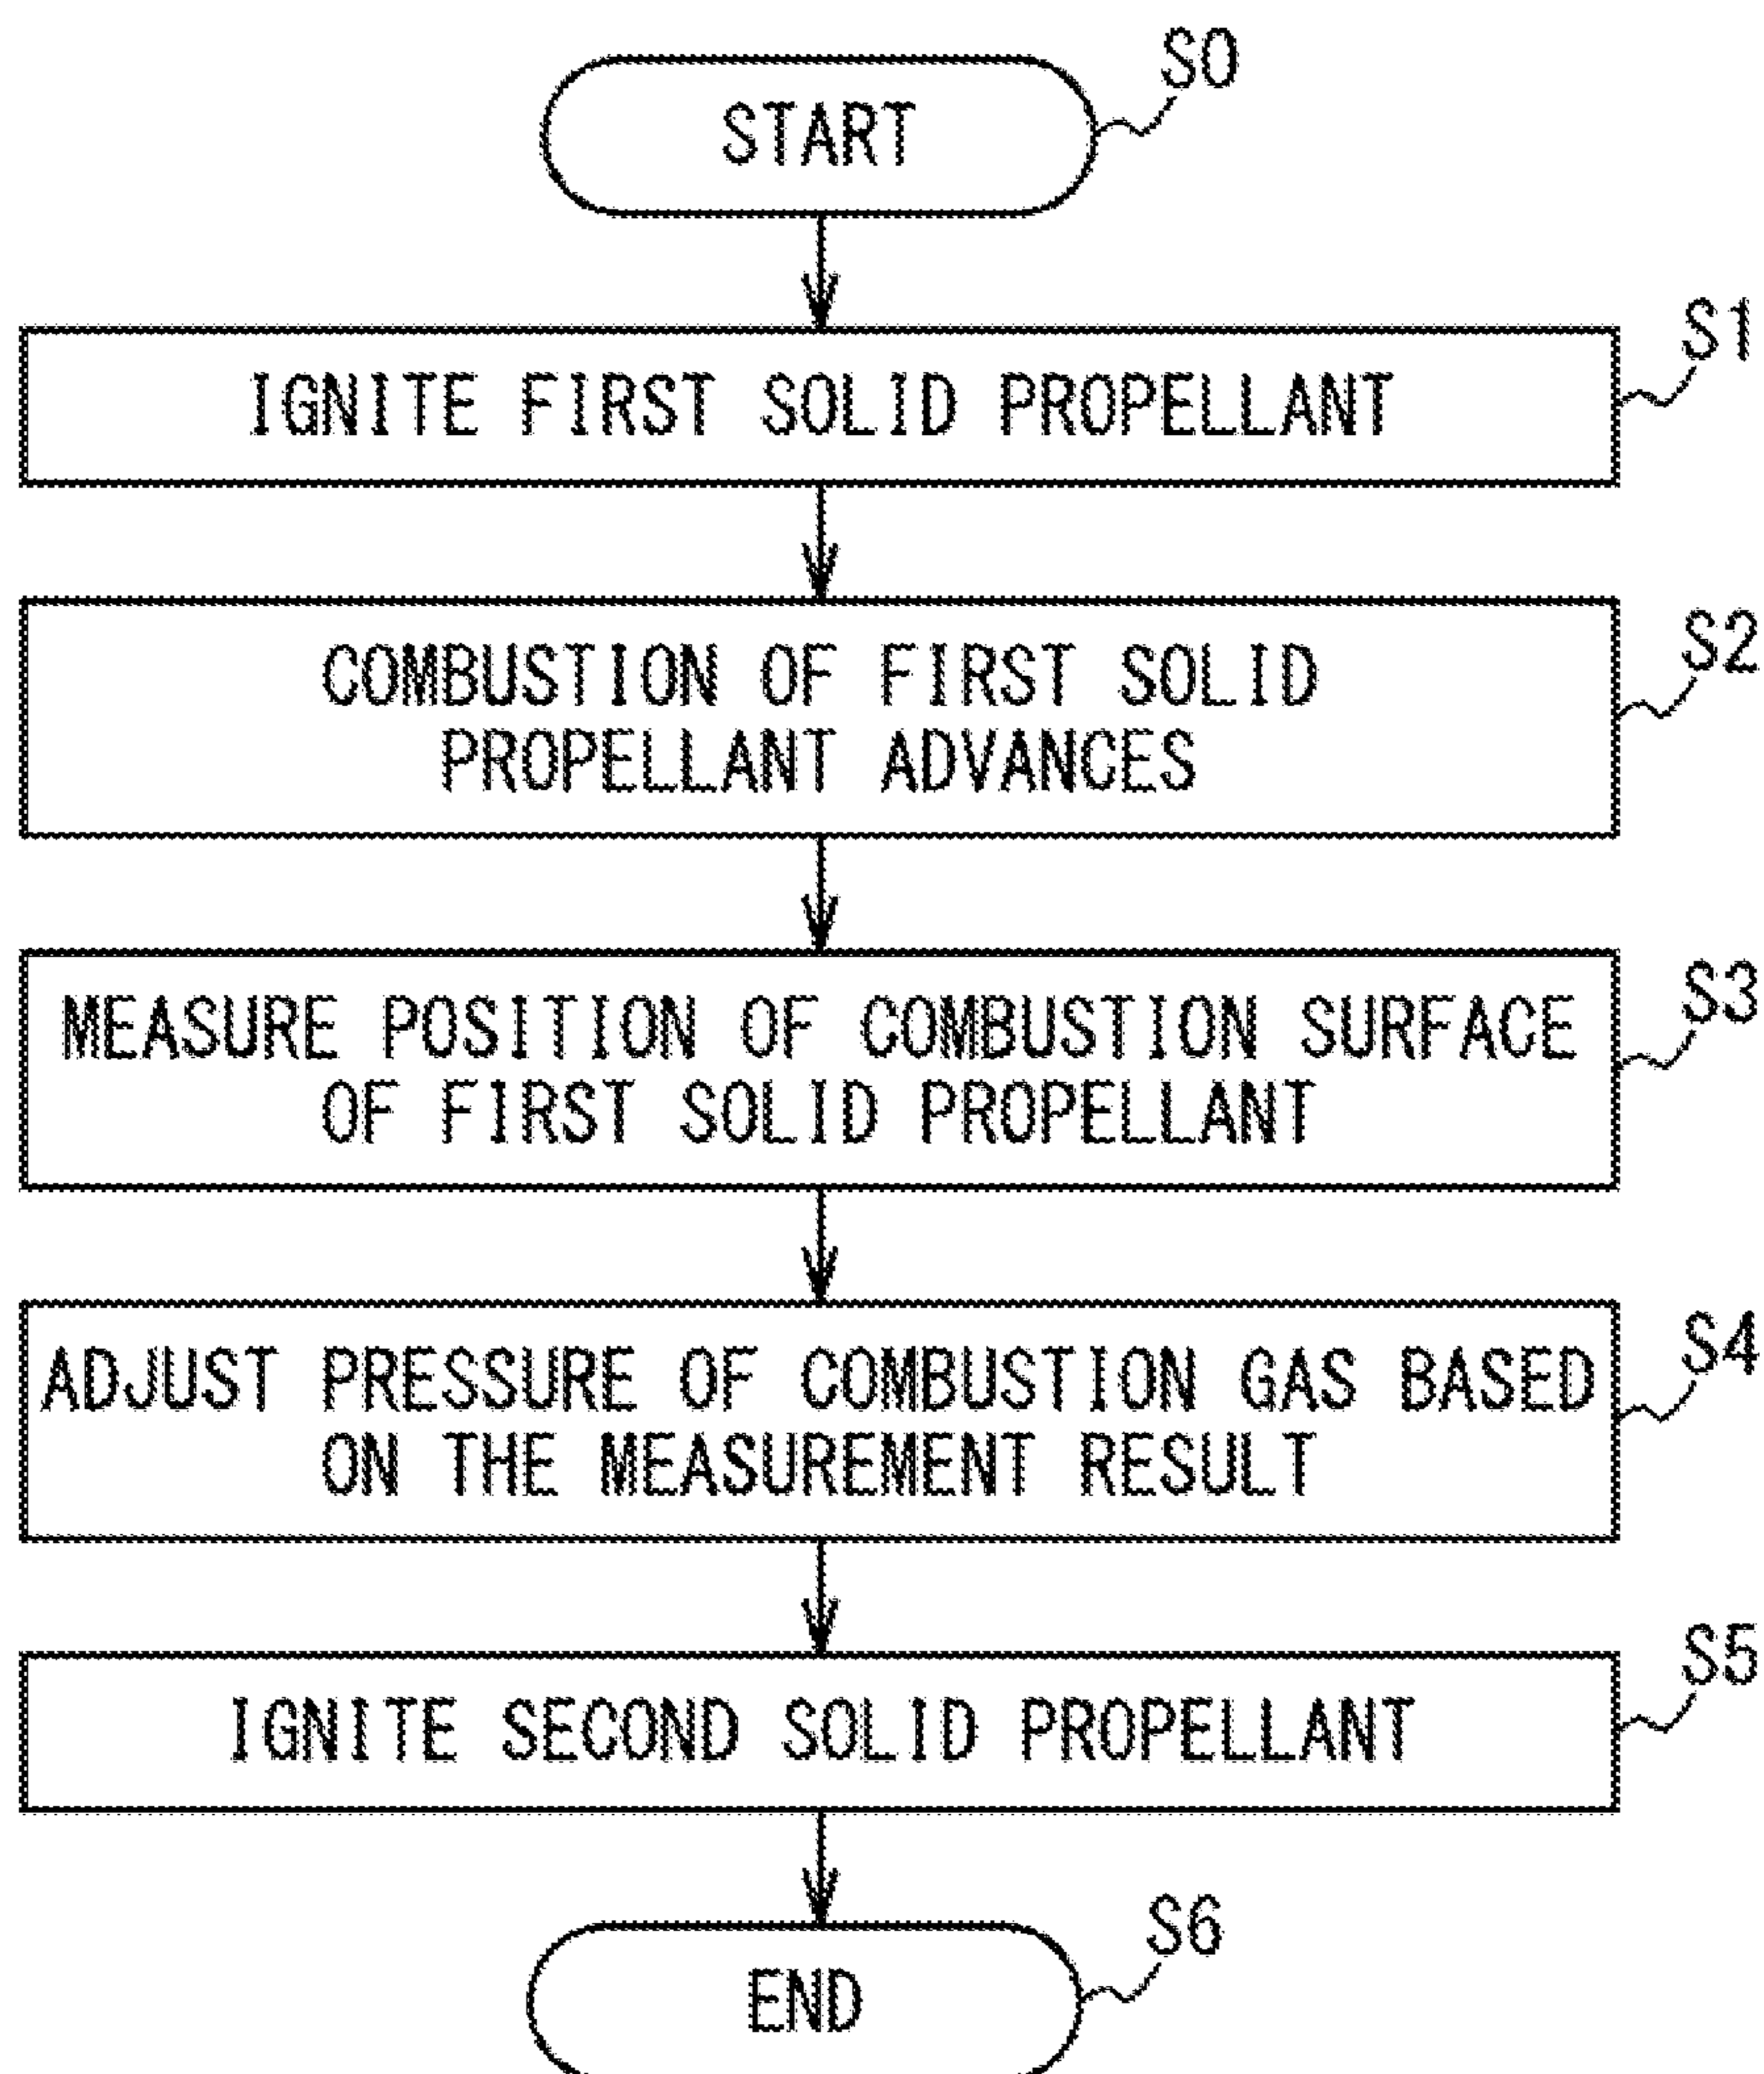 S0
START
S1
IGNITE FIRST SOLID PROPELLANT
S2
COMBUSTION OF FIRST SOLID
PROPELLANT ADVANCES
S3
MEASURE POSITION OF COMBUSTION SURFACE
OF FIRST SOLID PROPELLANT
S4
ADJUST PRESSURE OF COMBUSTION GAS BASED
ON THE MEASUREMENT RESULT
S5
IGNITE SECOND SOLID PROPELLANT
S6
END